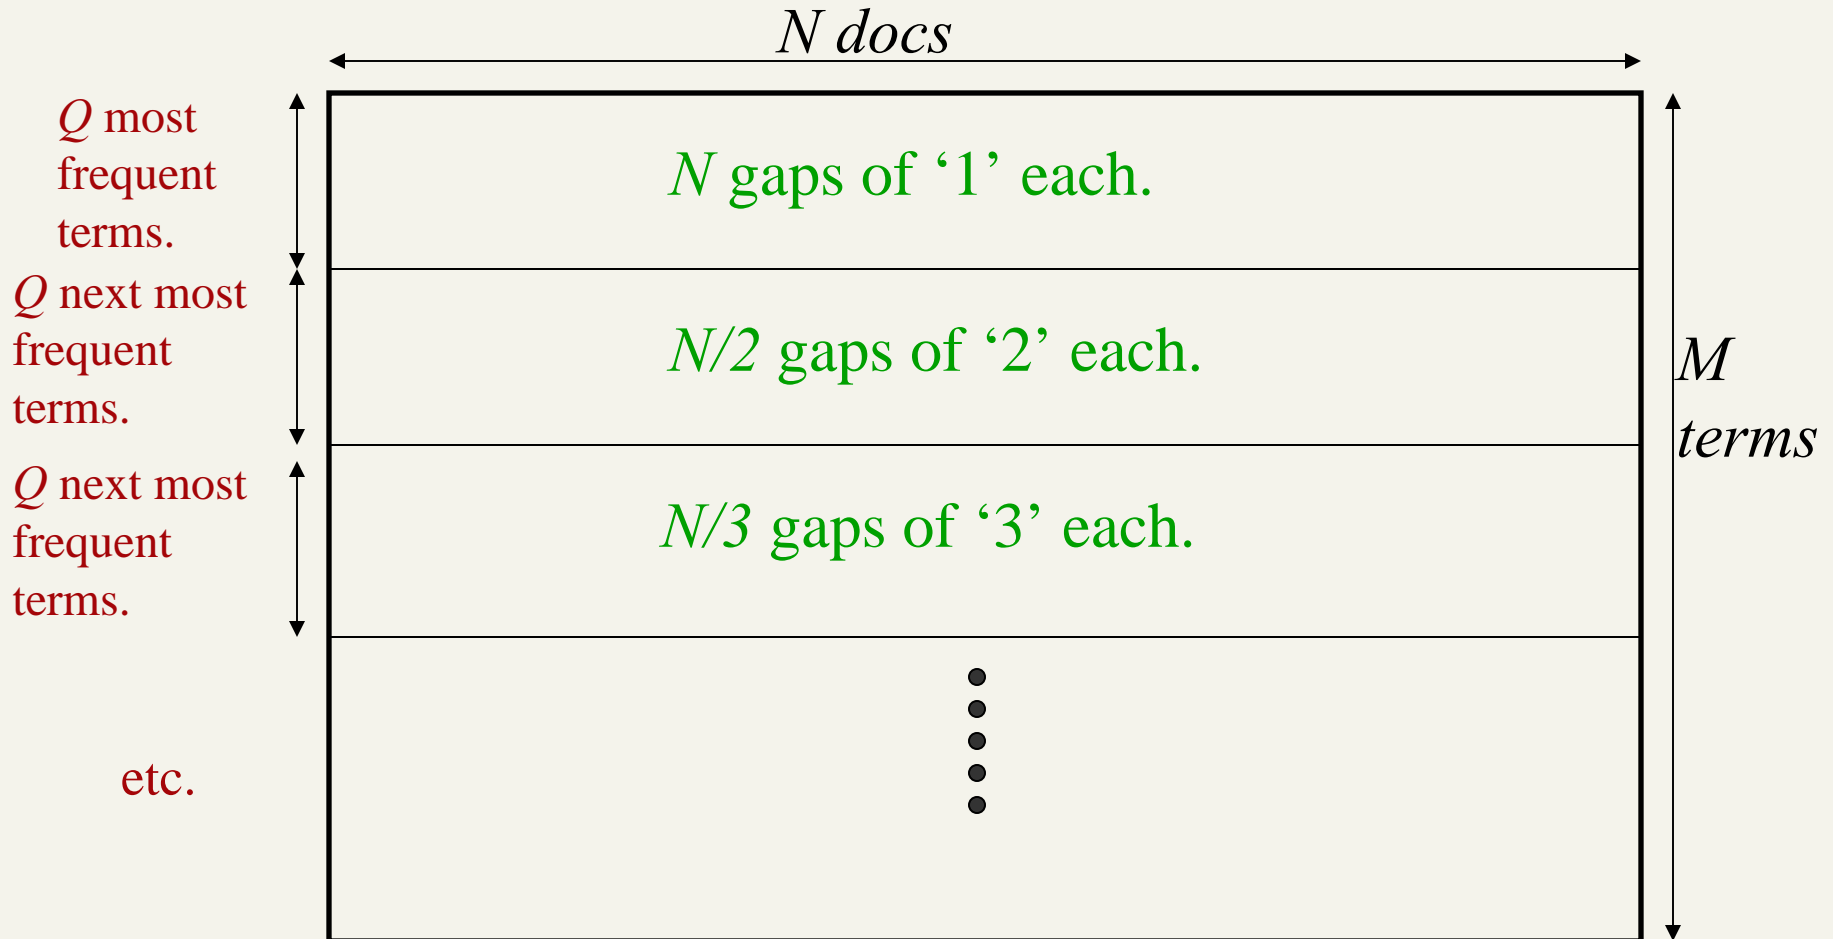 N docs
Q most
frequent
terms.
N gaps of ‘1’ each.
Q next most
frequent
terms.
N/2 gaps of ‘2’ each.
M
terms
Q next most
frequent
terms.
N/3 gaps of ‘3’ each.
etc.